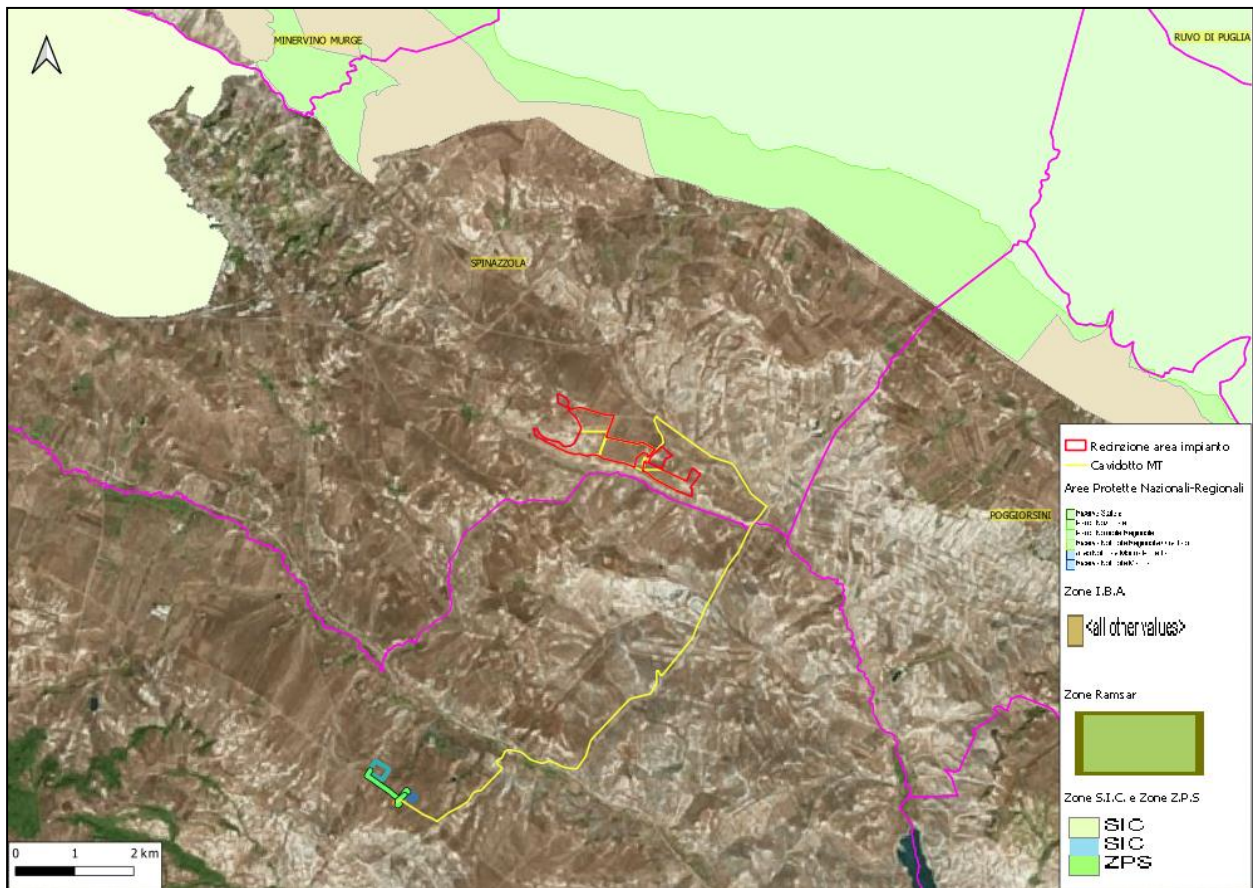 MINERVINO MURGE
RUVO DI PUGLIA
SPINAZZOLA
POGGIORSINI
Recinzione area impianto
Cavidotto MT
Aree Protette Nazionali-Regionali
Zone I.B.A.
<all other values>
Zone Ramsar
Zone S.I.C. e Zone Z.P.S
SIC
SIC
ZPS
0 1 2 km